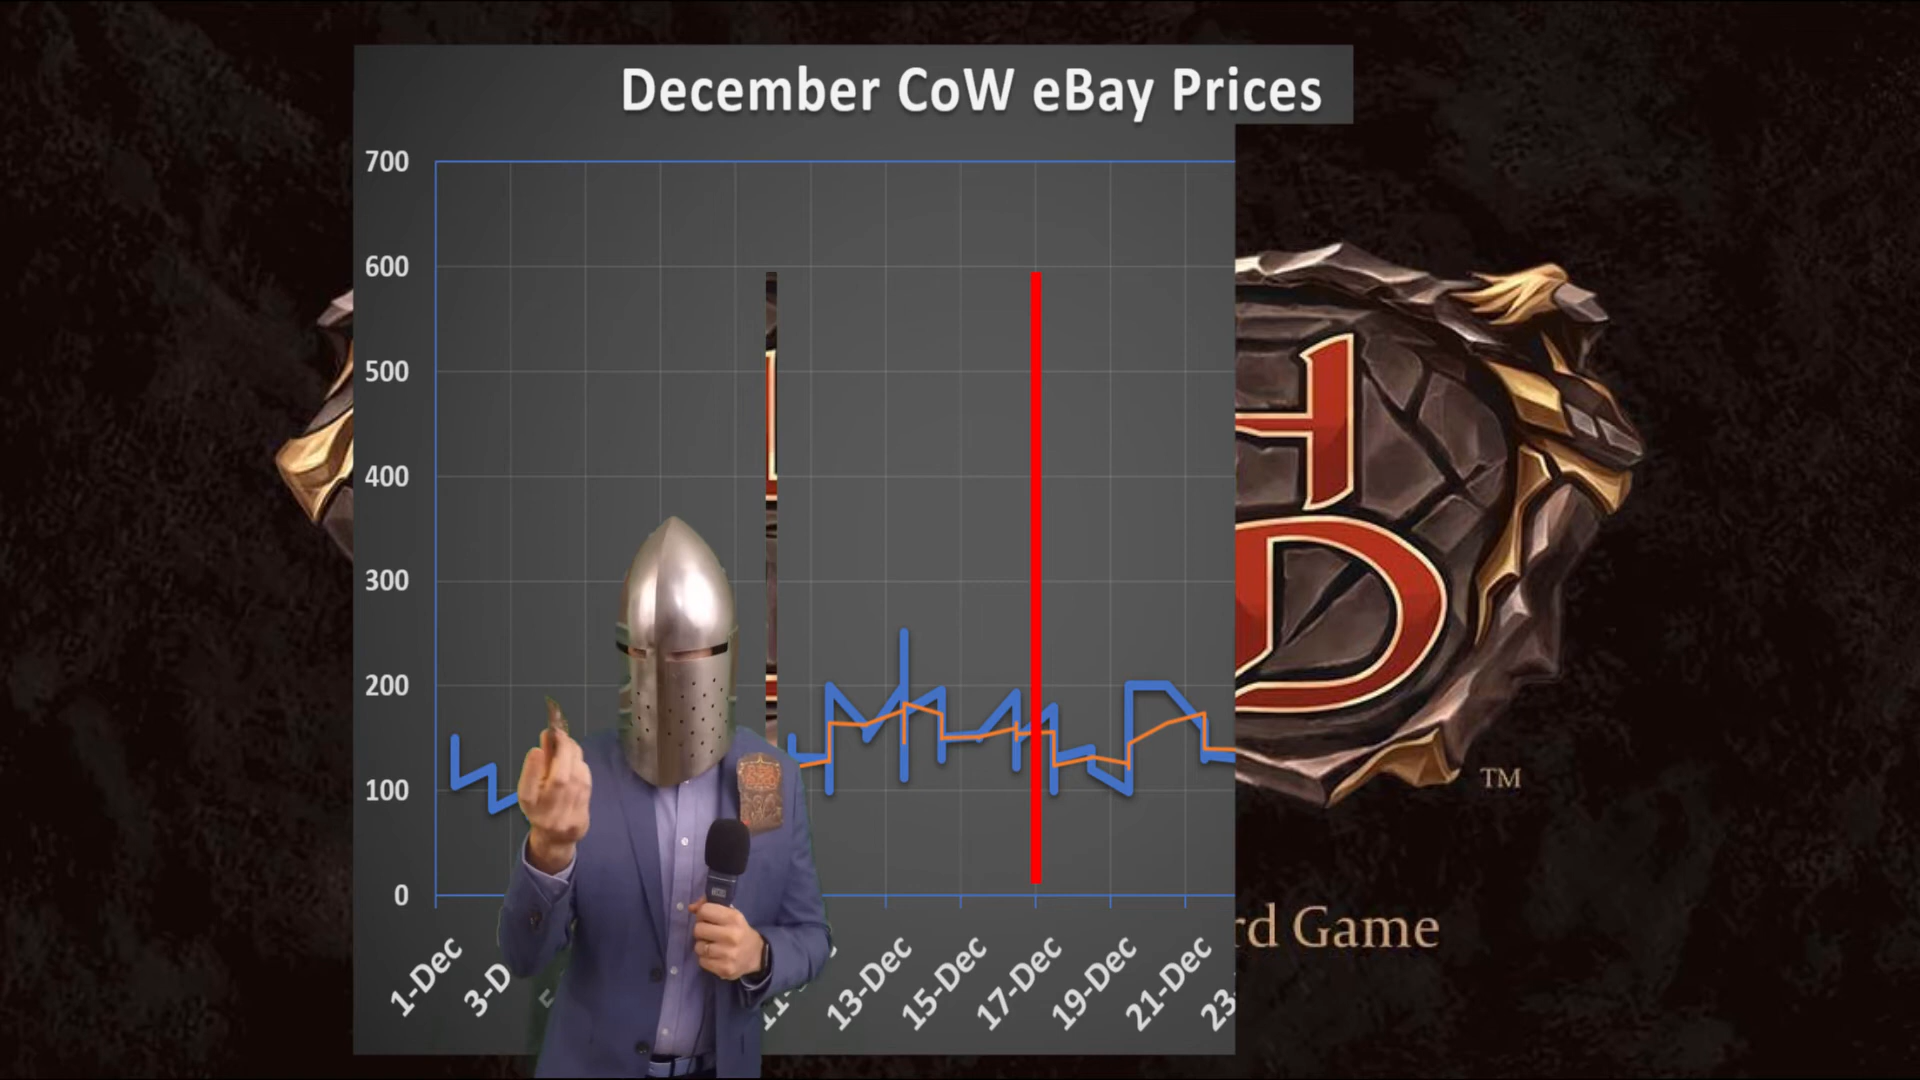 December CoW eBay Prices
700
600
500
400
300
200
100
0
1-Dec
3-D
13-Dec
15-Dec
17-Dec
19-Dec
21-Dec
23-
H
D
TM
rd Game